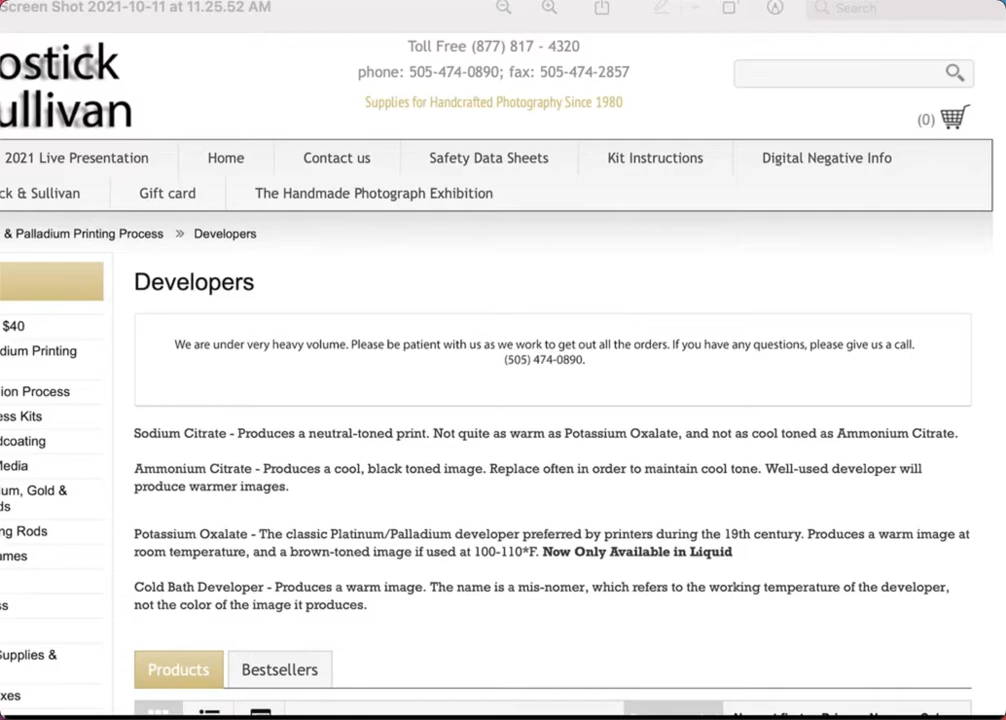 Screen Shot 2021-10-11 at 11.25.52 AM
Search
ostick
ullivan
Toll Free (877) 817 - 4320
phone: 505-474-0890; fax: 505-474-2857
Supplies for Handcrafted Photography Since 1980
(0)
2021 Live Presentation Home Contact us Safety Data Sheets Kit Instructions Digital Negative Info
ck & Sullivan Gift card The Handmade Photograph Exhibition
& Palladium Printing Process » Developers
Developers
$40
dium Printing
ion Process
ess Kits
dcoating
Media
um, Gold &
ds
ng Rods
ames
s
Supplies &
xes
We are under very heavy volume. Please be patient with us as we work to get out all the orders. If you have any questions, please give us a call.
(505) 474-0890.
Sodium Citrate - Produces a neutral-toned print. Not quite as warm as Potassium Oxalate, and not as cool toned as Ammonium Citrate.
Ammonium Citrate - Produces a cool, black toned image. Replace often in order to maintain cool tone. Well-used developer will
produce warmer images.
Potassium Oxalate - The classic Platinum/Palladium developer preferred by printers during the 19th century. Produces a warm image at
room temperature, and a brown-toned image if used at 100-110*F. Now Only Available in Liquid
Cold Bath Developer - Produces a warm image. The name is a mis-nomer, which refers to the working temperature of the developer,
not the color of the image it produces.
Products Bestsellers